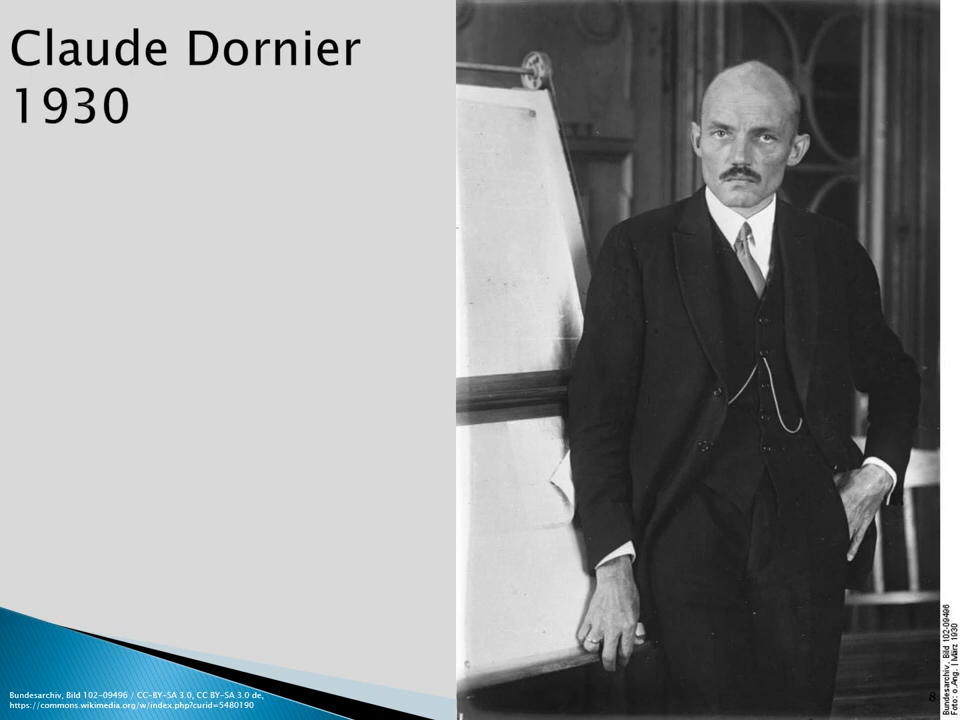 Claude Dornier
1930
Bundesarchiv, Bild 102-09496 / CC-BY-SA 3.0, CC BY-SA 3.0 de,
https://commons.wikimedia.org/w/index.php?curid=5480190
8
Bundesarchiv, Bild 102-09496
Foto: o.Ang. | März 1930